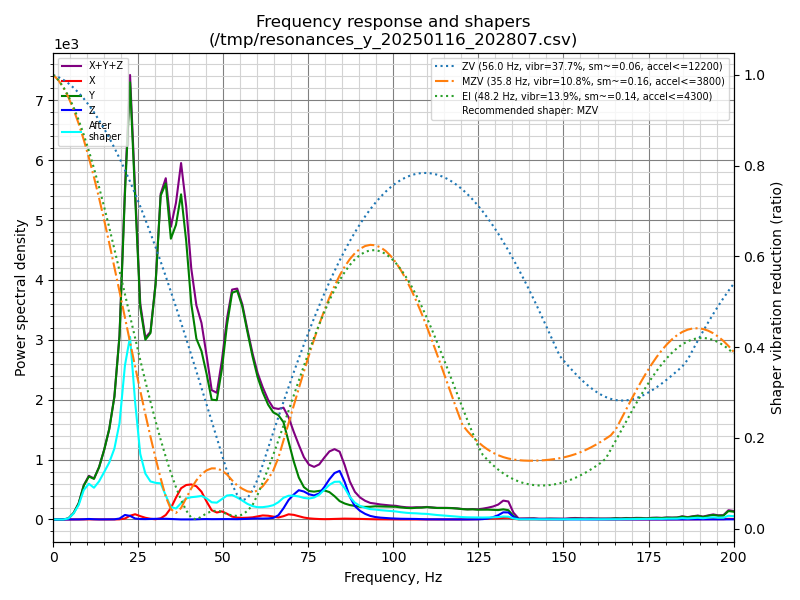 Frequency response and shapers
(/tmp/resonances_y_20250116_202807.csv)
1e3
X+Y+Z
X
Y
Z
After
shaper
ZV (56.0 Hz, vibr=37.7%, sm~=0.06, accel<=12200)
MZV (35.8 Hz, vibr=10.8%, sm~=0.16, accel<=3800)
EI (48.2 Hz, vibr=13.9%, sm~=0.14, accel<=4300)
Recommended shaper: MZV
Power spectral density
7
6
5
4
3
2
1
0
1.0
0.8
0.6
0.4
0.2
0.0
Shaper vibration reduction (ratio)
0 25 50 75 100 125 150 175 200
Frequency, Hz